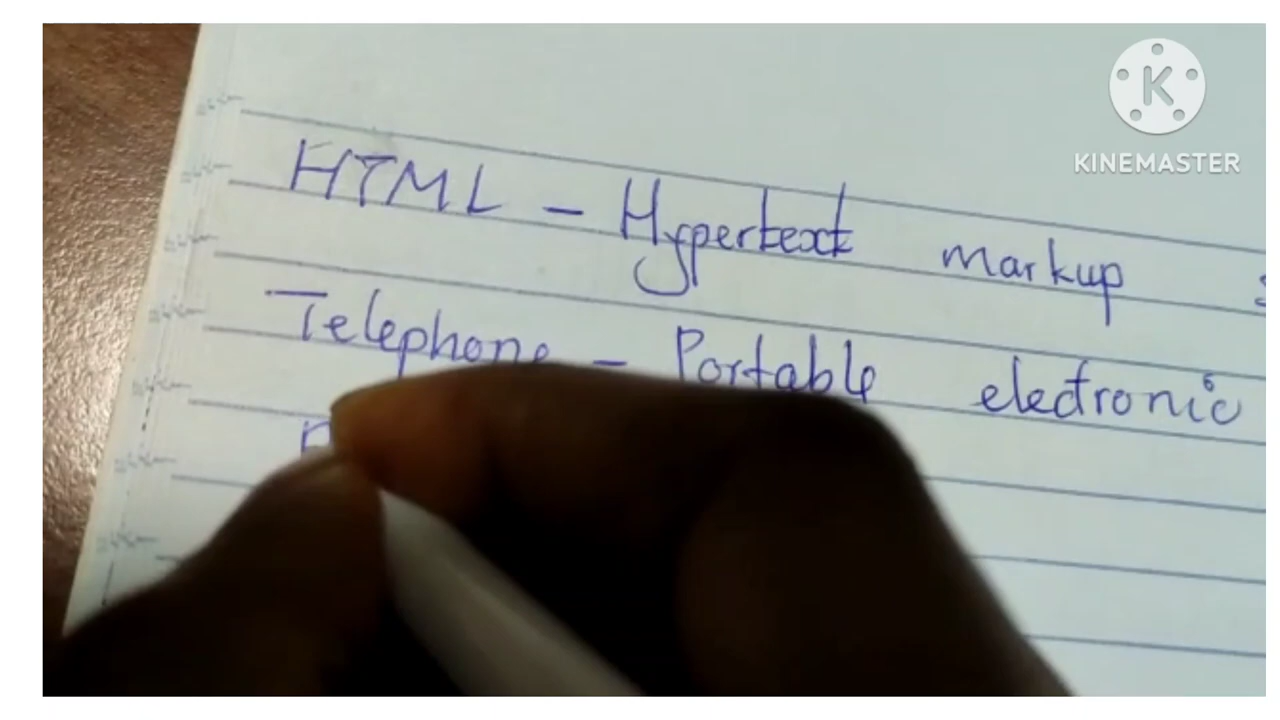 HTML - Hypertext markup
Telephone - Portable electronic
K
KINEMASTER